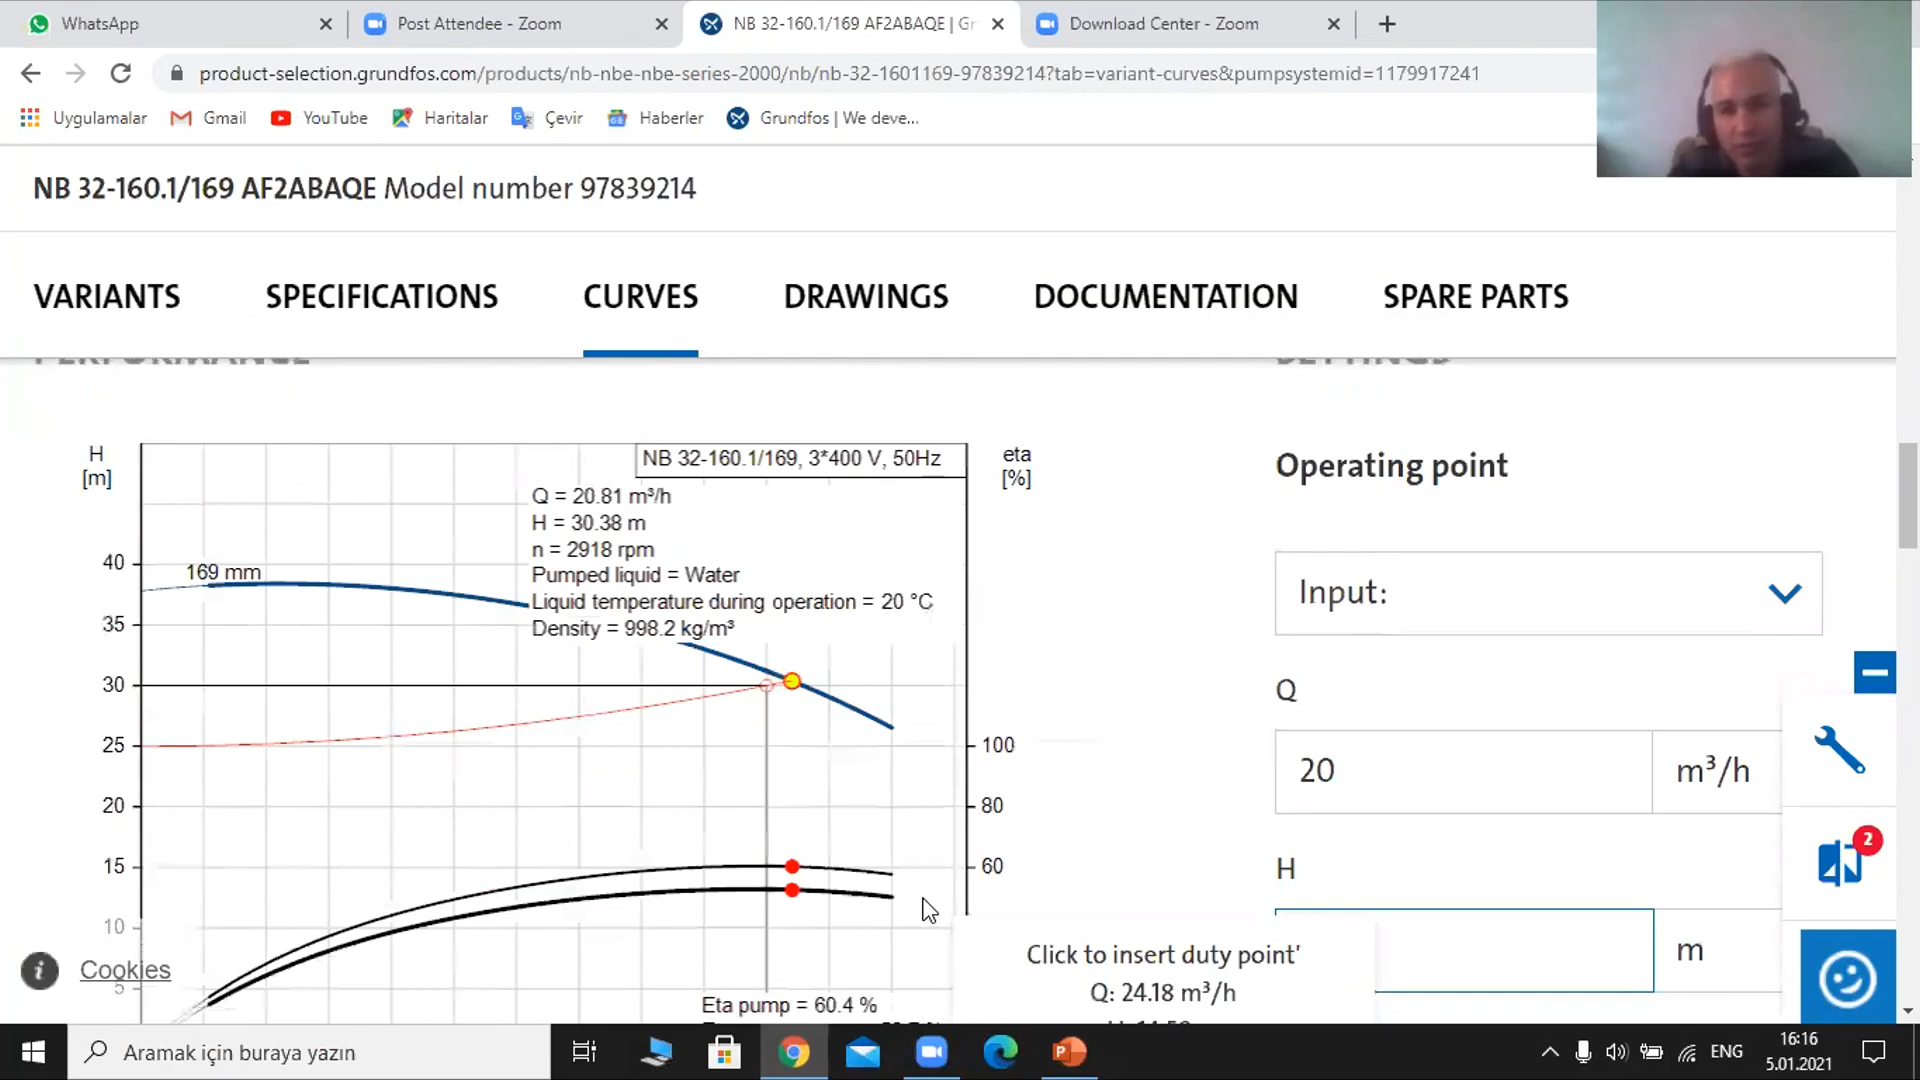 WhatsApp
Post Attendee - Zoom
NB 32-160.1/169 AF2ABAQE | Gr
Download Center - Zoom
product-selection.grundfos.com/products/nb-nbe-nbe-series-2000/nb/nb-32-1601169-97839214?tab=variant-curves&pumpsystemid=1179917241
Uygulamalar
Gmail
YouTube
Haritalar
Çevir
Haberler
Grundfos | We deve...
NB 32-160.1/169 AF2ABAQE Model number 97839214
VARIANTS
SPECIFICATIONS
CURVES
DRAWINGS
DOCUMENTATION
SPARE PARTS
PERFORMANCE
SETTINGS
H
[m]
NB 32-160.1/169, 3*400 V, 50Hz
eta
[%]
Q = 20.81 m³/h
H = 30.38 m
n = 2918 rpm
Pumped liquid = Water
Liquid temperature during operation = 20 °C
Density = 998.2 kg/m³
169 mm
40
35
30
25
20
15
10
5
100
80
60
Eta pump = 60.4 %
Operating point
Input:
Q
20
m³/h
H
m
2
Click to insert duty point'
Q: 24.18 m³/h
Cookies
Aramak için buraya yazın
ENG
16:16
5.01.2021